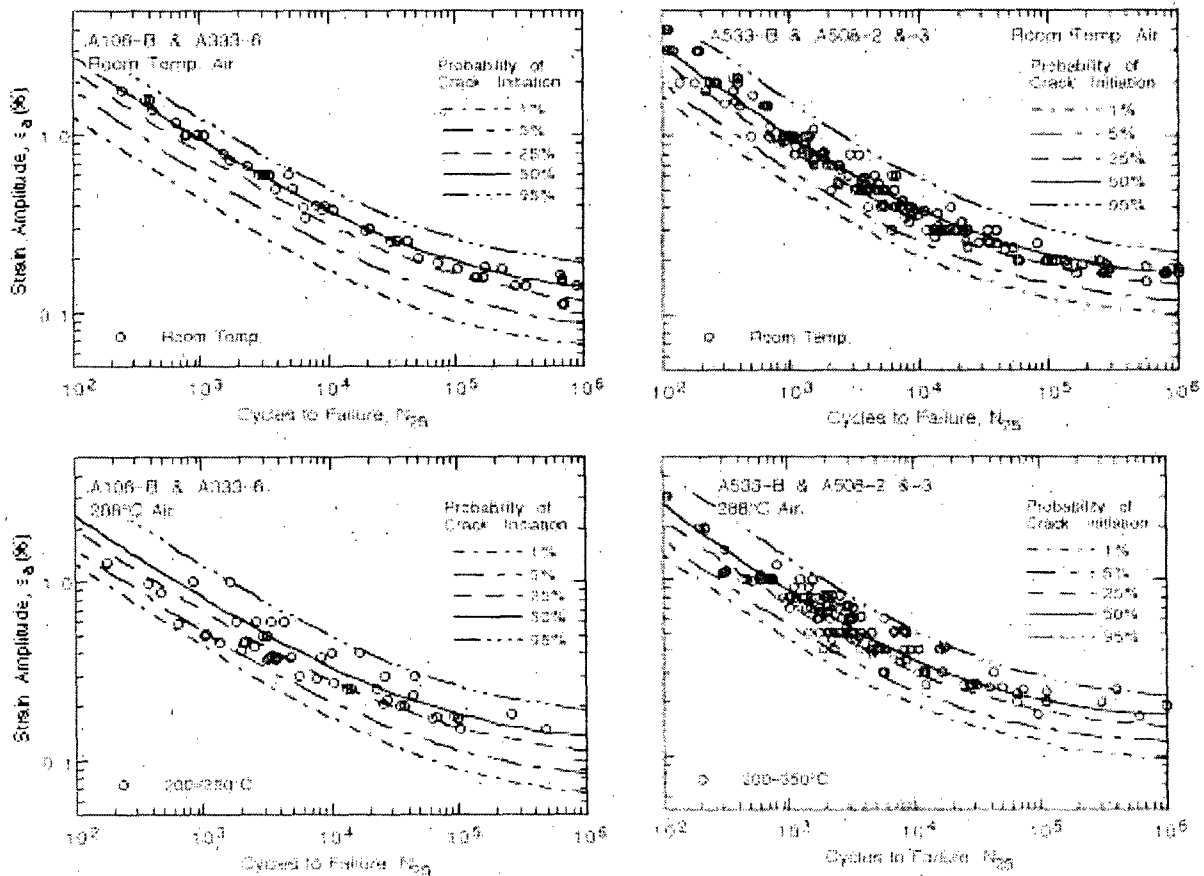 A106-B & A333-6
Room Temp. Air
Probability of
Crack Initiation
1%
5%
25%
50%
95%
Room Temp.
Strain Amplitude, εa (%)
1.0
0.1
10² 10³ 10⁴ 10⁵ 10⁶
Cycles to Failure, N25
A533-B & A508-2 &-3
Room Temp. Air
Probability of
Crack Initiation
1%
5%
25%
50%
95%
Room Temp.
10² 10³ 10⁴ 10⁵ 10⁶
Cycles to Failure, N25
A106-B & A333-6
288°C Air
Probability of
Crack Initiation
1%
5%
25%
50%
95%
200-350°C
Strain Amplitude, εa (%)
1.0
0.1
10² 10³ 10⁴ 10⁵ 10⁶
Cycles to Failure, N25
A533-B & A508-2 &-3
288°C Air
Probability of
Crack Initiation
1%
5%
25%
50%
95%
200-350°C
10² 10³ 10⁴ 10⁵ 10⁶
Cycles to Failure, N25